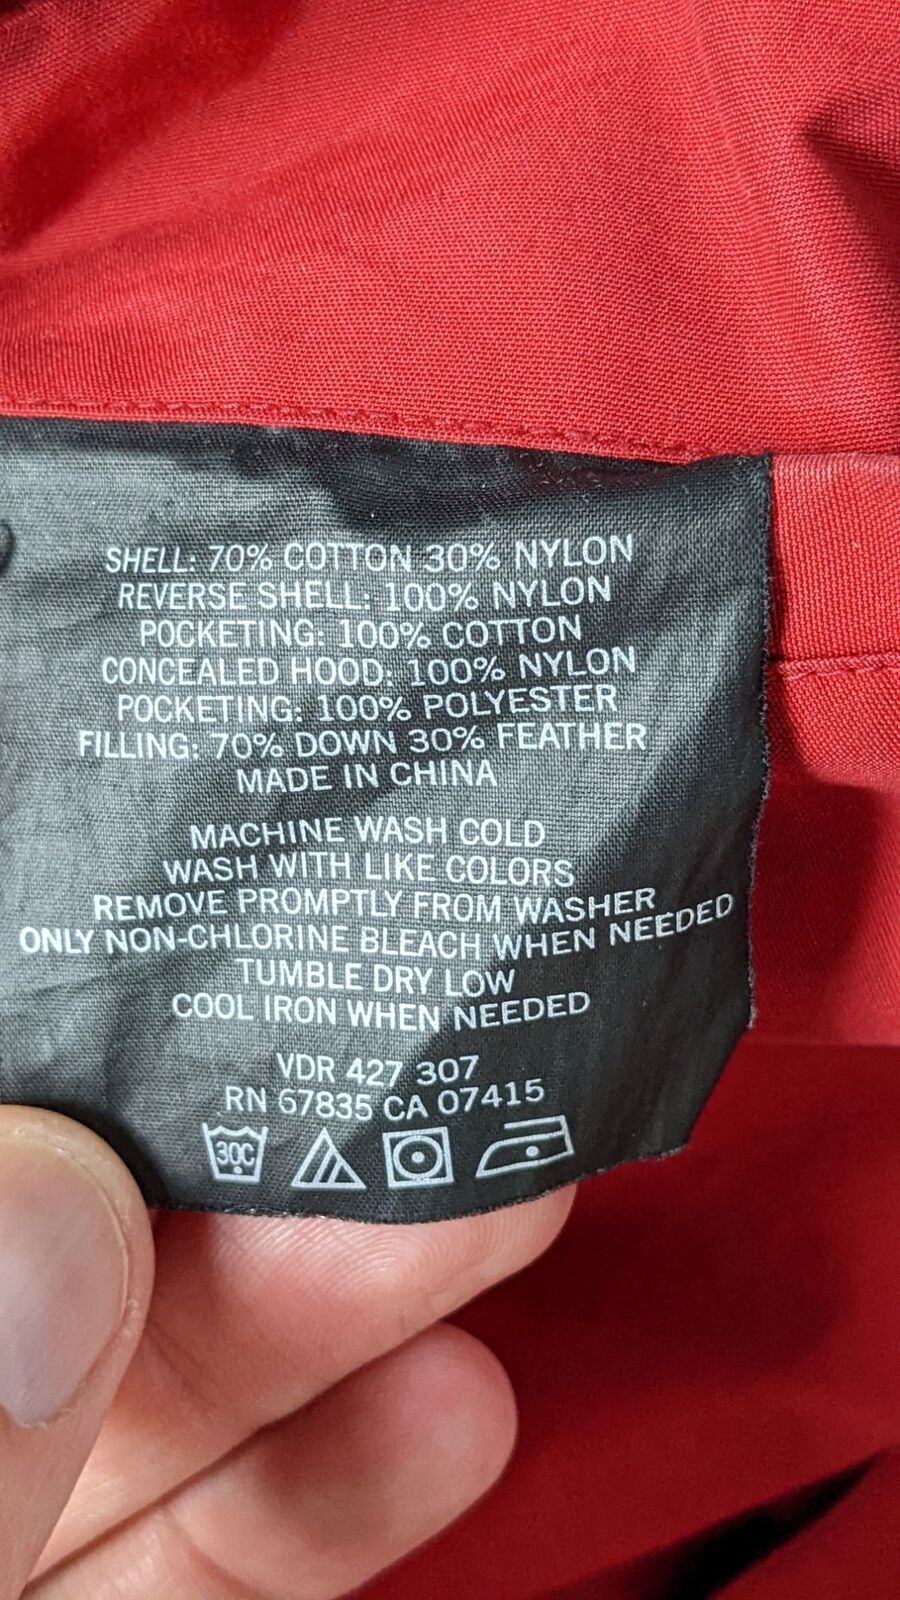 SHELL: 70% COTTON 30% NYLON
REVERSE SHELL: 100% NYLON
POCKETING: 100% COTTON
CONCEALED HOOD: 100% NYLON
POCKETING: 100% POLYESTER
FILLING: 70% DOWN 30% FEATHER
MADE IN CHINA
MACHINE WASH COLD
WASH WITH LIKE COLORS
REMOVE PROMPTLY FROM WASHER
ONLY NON-CHLORINE BLEACH WHEN NEEDED
TUMBLE DRY LOW
COOL IRON WHEN NEEDED
VDR 427 307
RN 67835 CA 07415
30C